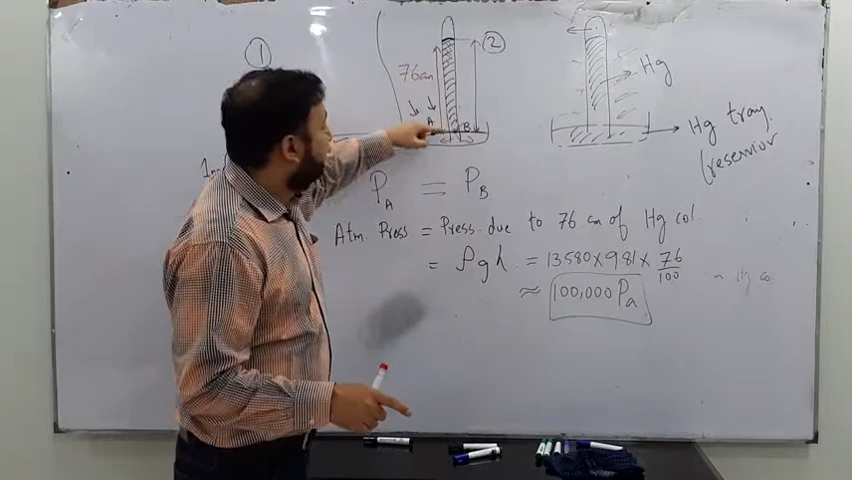 1
2
76cm
Hg
A
B
Hg tray
(reservior
1m
P_A = P_B
Atm. Press = Press. due to 76 cm of Hg col.
= ρgh = 13580 × 9.81 × 76/100
≈ 100,000 Pa